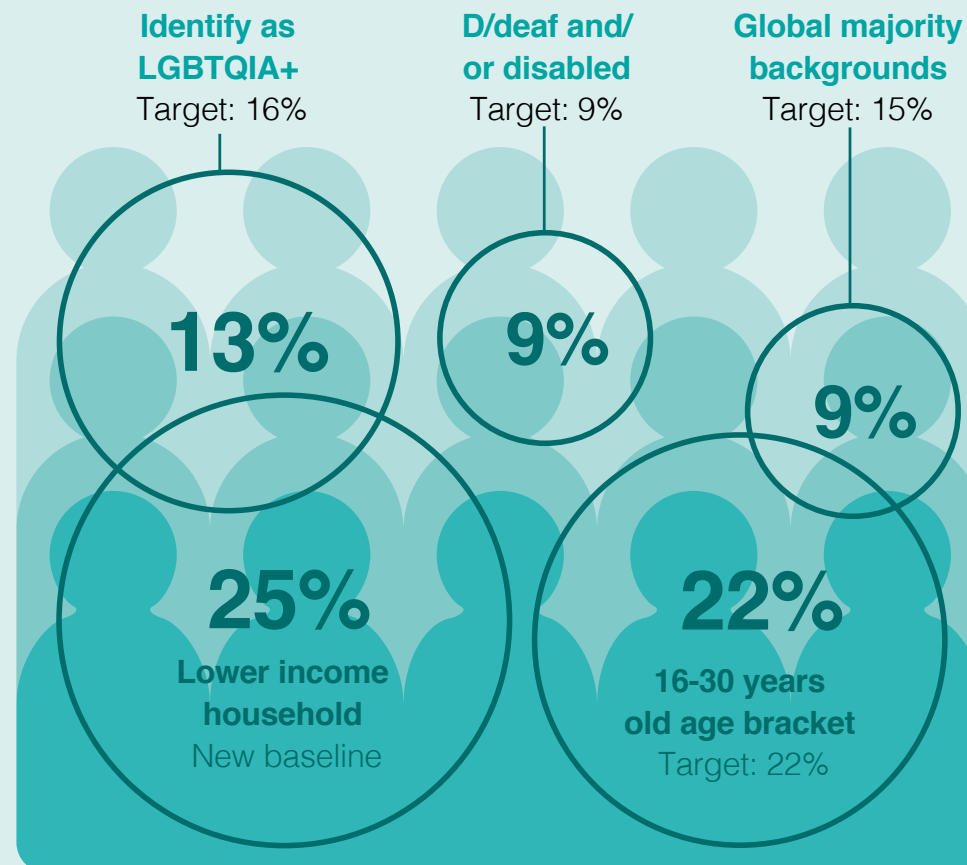 Identify as
LGBTQIA+
Target: 16%
13%
D/deaf and/
or disabled
Target: 9%
9%
Global majority
backgrounds
Target: 15%
9%
25%
Lower income
household
New baseline
22%
16-30 years
old age bracket
Target: 22%